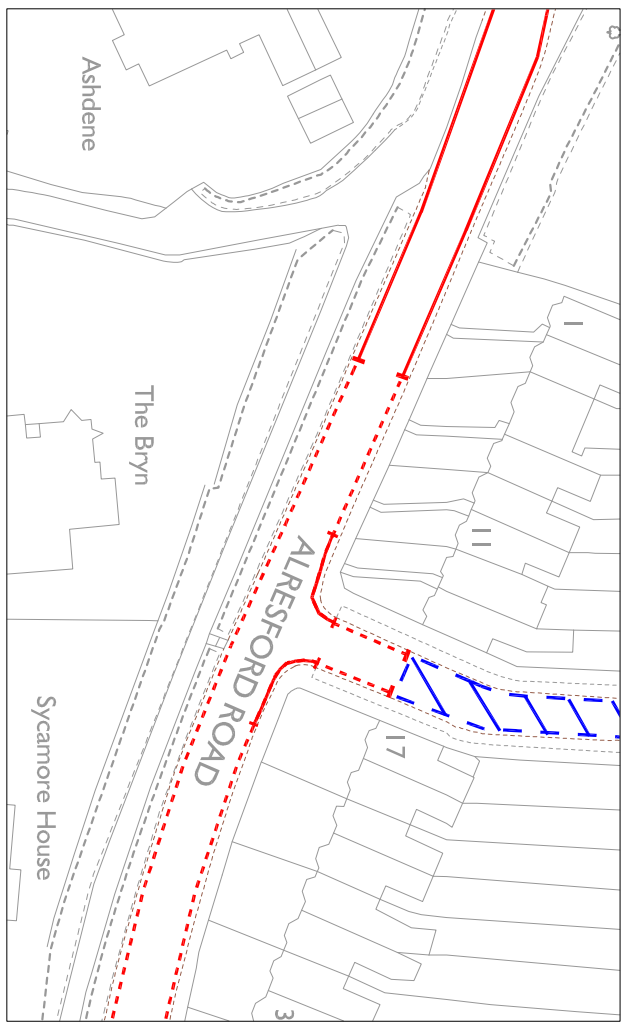 Ashdene
1
The Bryn
11
ALRESFORD ROAD
17
Sycamore House
3